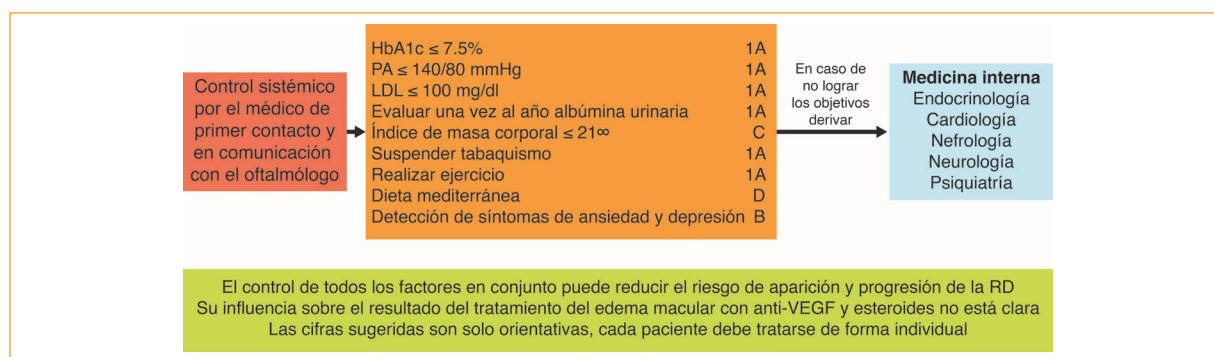 Control sistémico
por el médico de
primer contacto y
en comunicación
con el oftalmólogo
HbA1c ≤ 7.5% 1A
PA ≤ 140/80 mmHg 1A
LDL ≤ 100 mg/dl 1A
Evaluar una vez al año albúmina urinaria 1A
Índice de masa corporal ≤ 21∞ C
Suspender tabaquismo 1A
Realizar ejercicio 1A
Dieta mediterránea D
Detección de síntomas de ansiedad y depresión B
En caso de
no lograr
los objetivos
derivar
Medicina interna
Endocrinología
Cardiología
Nefrología
Neurología
Psiquiatría
El control de todos los factores en conjunto puede reducir el riesgo de aparición y progresión de la RD
Su influencia sobre el resultado del tratamiento del edema macular con anti-VEGF y esteroides no está clara
Las cifras sugeridas son solo orientativas, cada paciente debe tratarse de forma individual